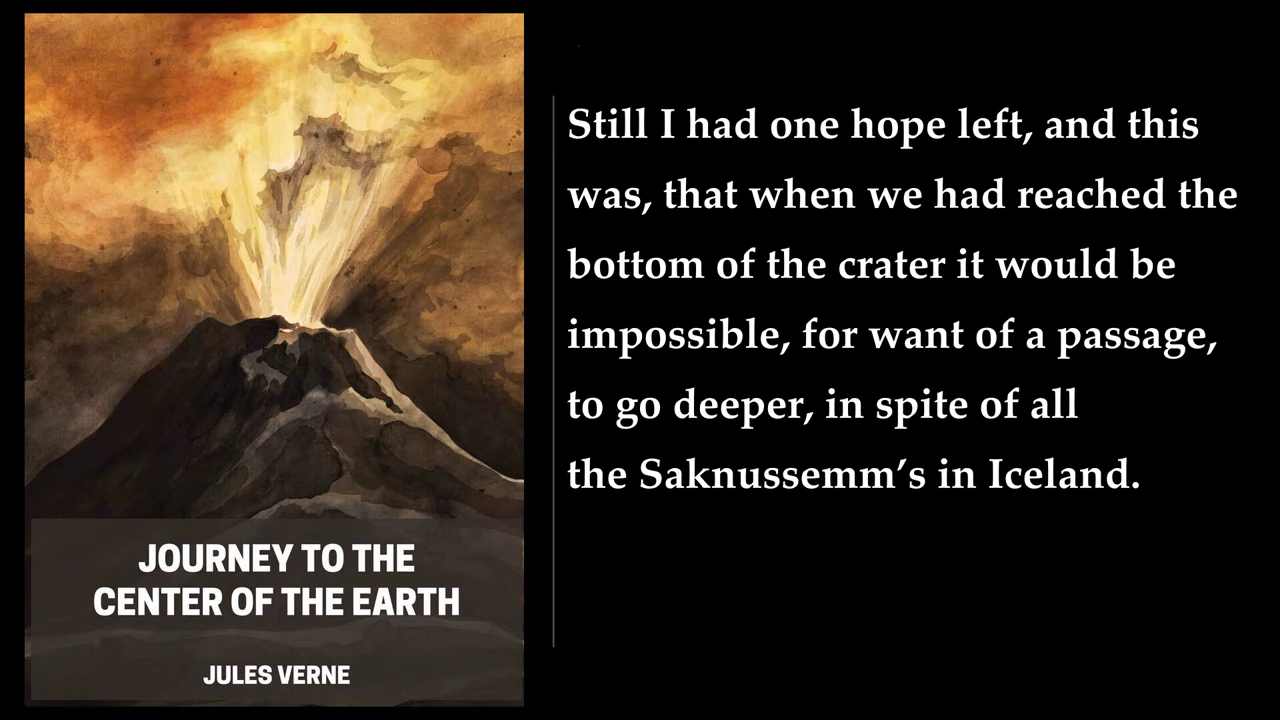 Still I had one hope left, and this
was, that when we had reached the
bottom of the crater it would be
impossible, for want of a passage,
to go deeper, in spite of all
the Saknussemm’s in Iceland.
JOURNEY TO THE
CENTER OF THE EARTH
JULES VERNE